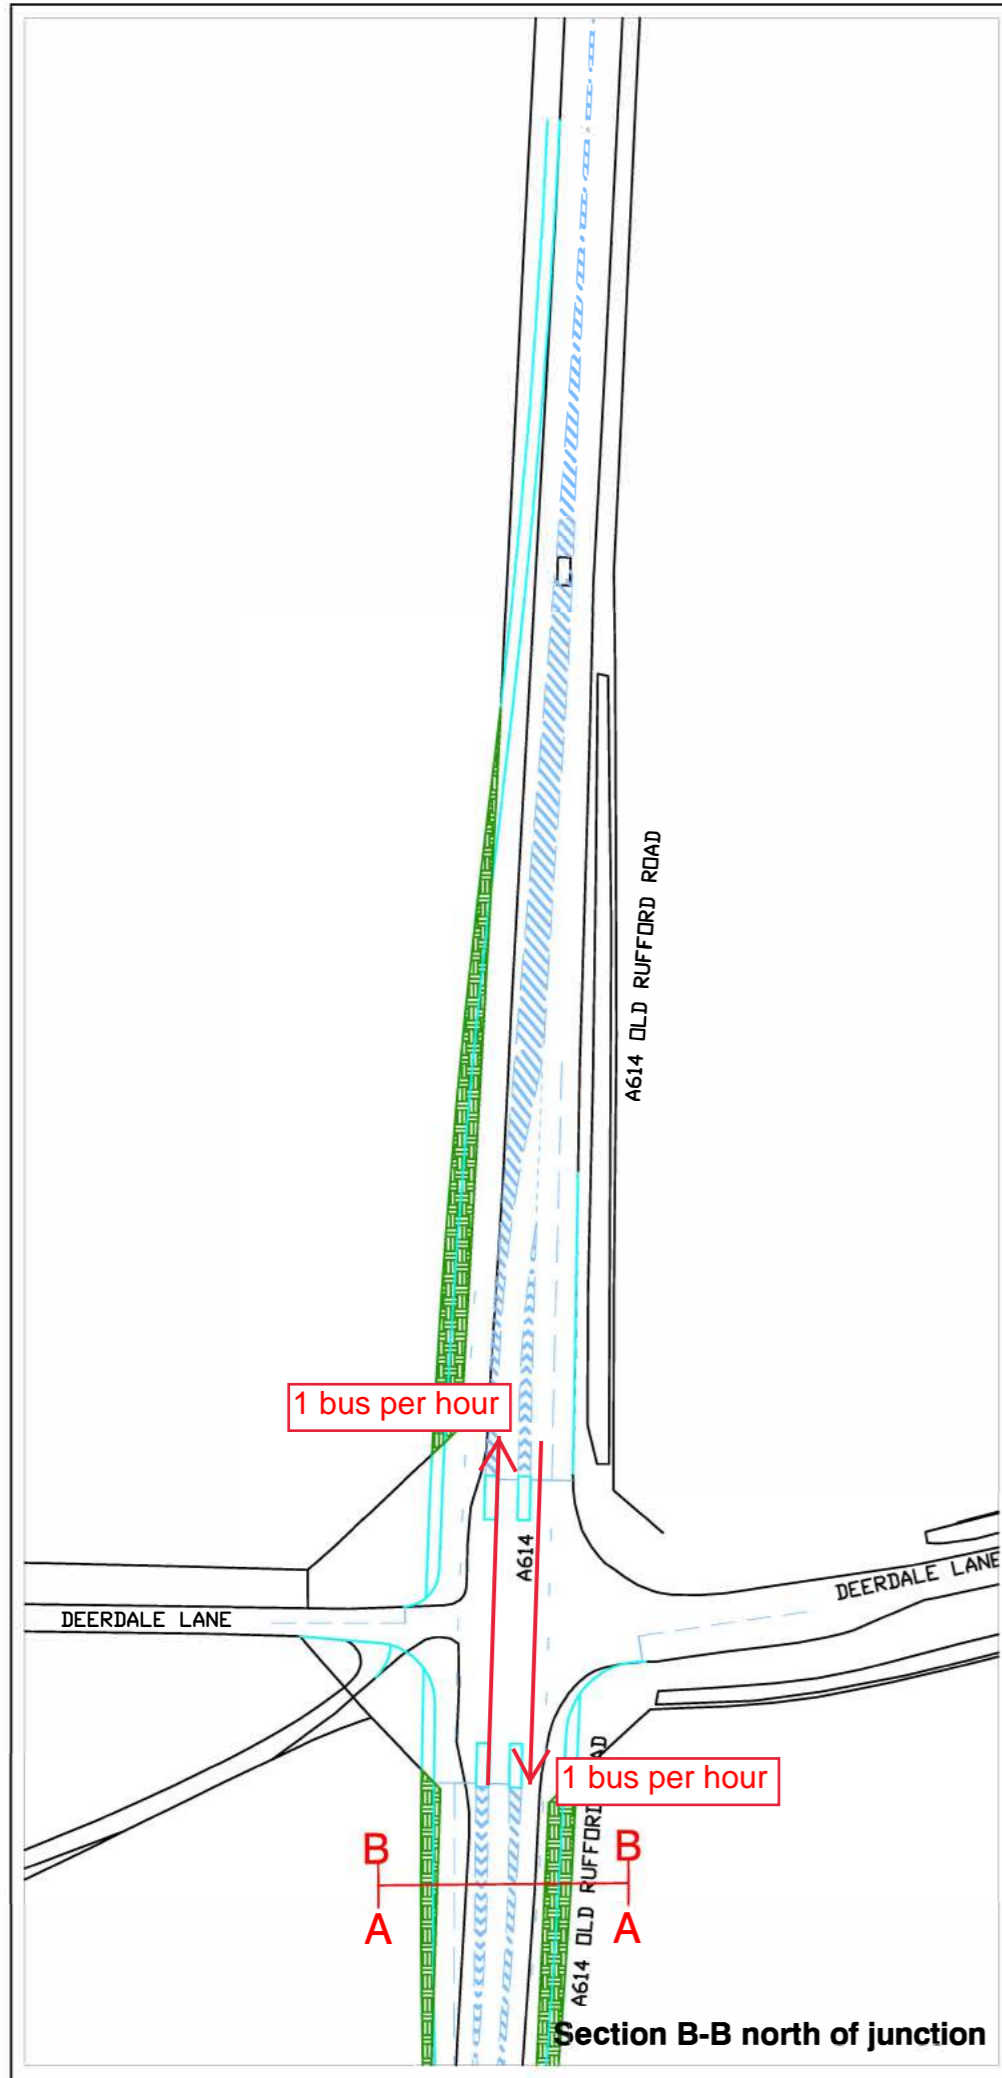 A614 OLD RUFFORD ROAD
1 bus per hour
A614
DEERDALE LANE
DEERDALE LANE
1 bus per hour
A614 OLD RUFFORD ROAD
B
B
A
A
Section B-B north of junction